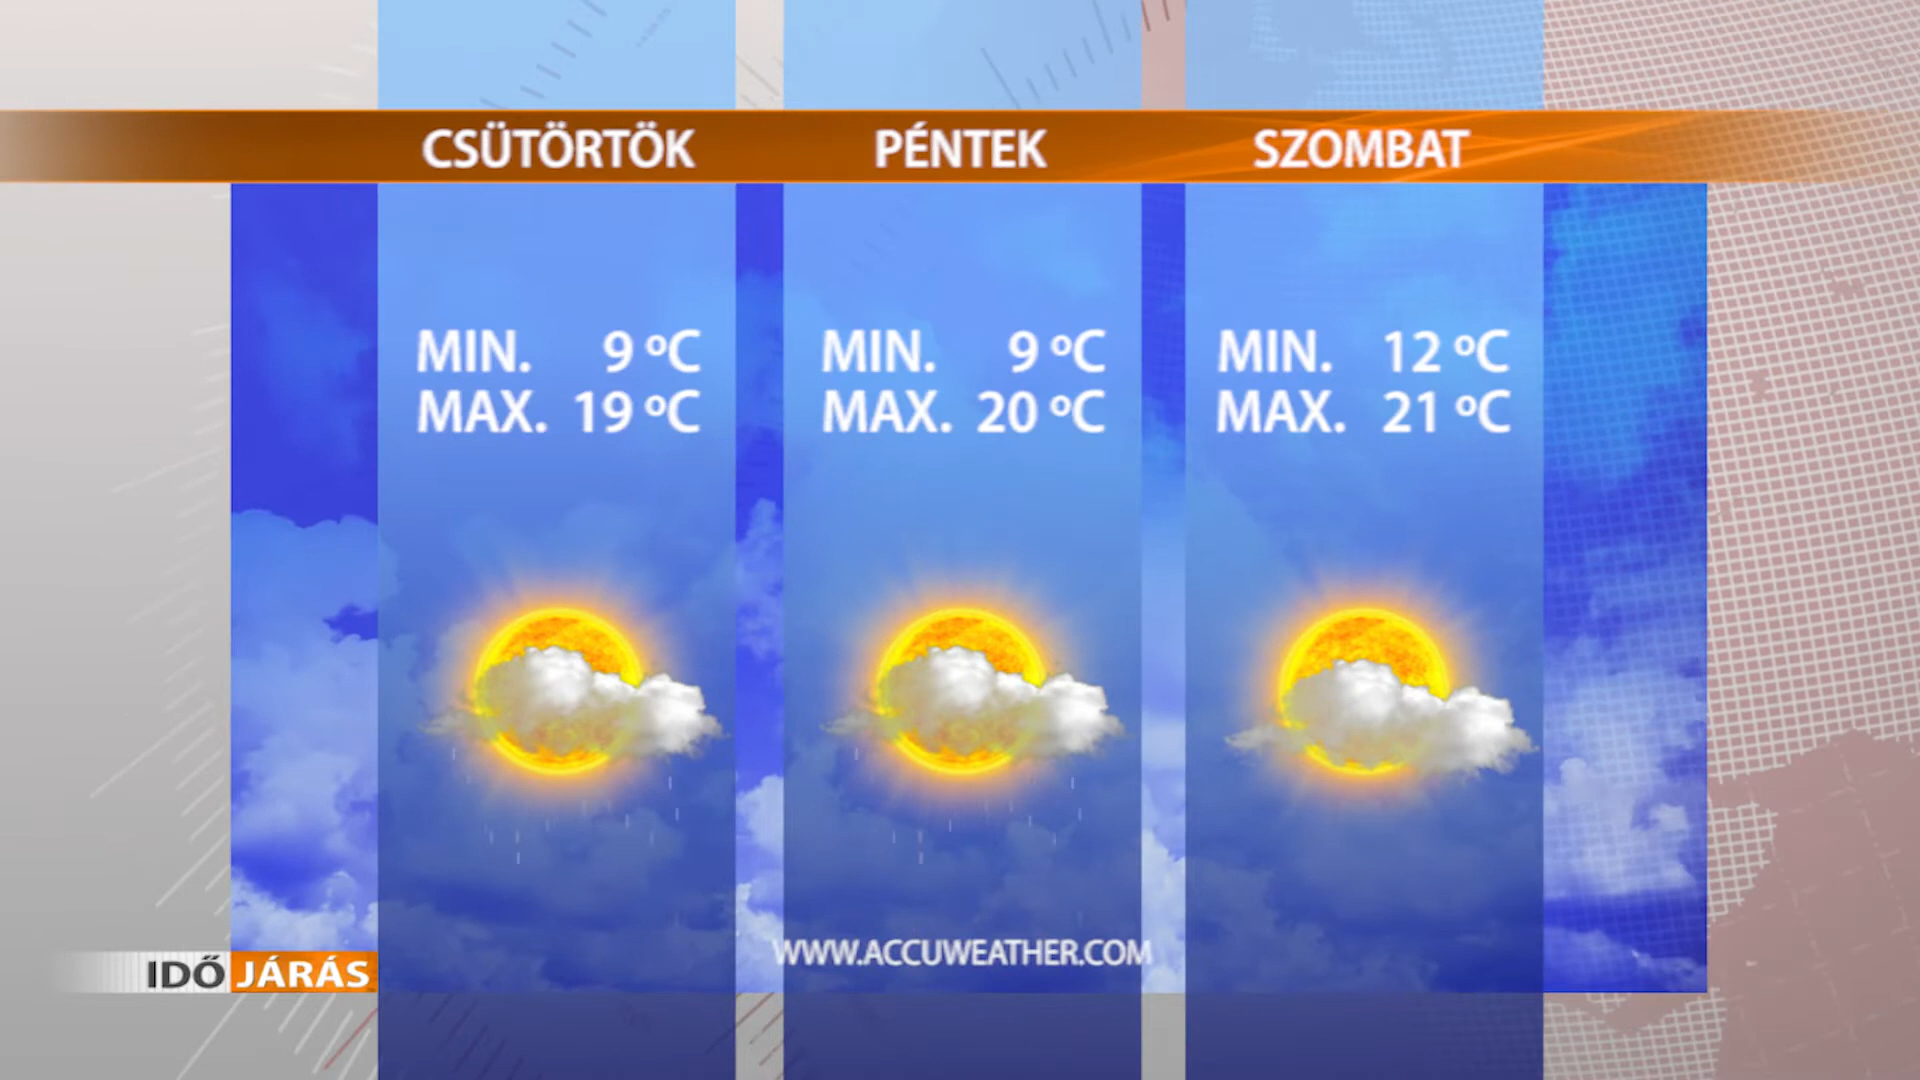 CSÜTÖRTÖK PÉNTEK SZOMBAT
MIN. 9 ºC MIN. 9 ºC MIN. 12 ºC
MAX. 19 ºC MAX. 20 ºC MAX. 21 ºC
WWW.ACCUWEATHER.COM
IDŐJÁRÁS